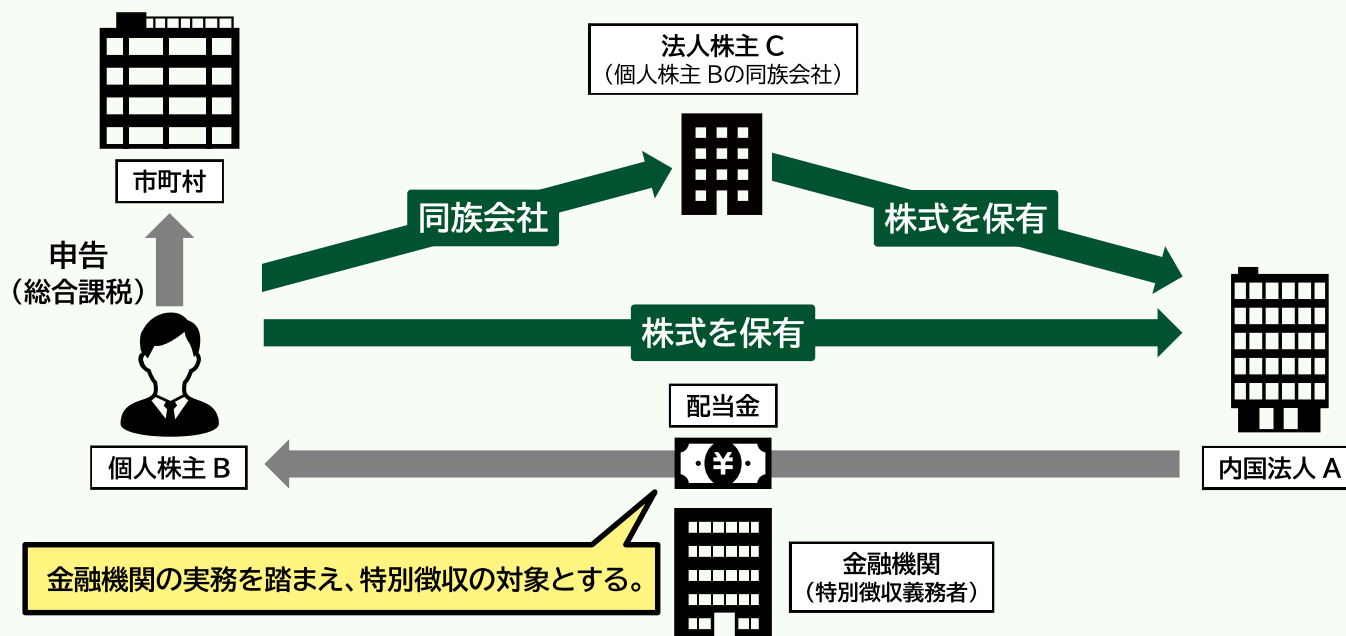 法人株主 C
（個人株主 Bの同族会社）
市町村
同族会社
株式を保有
申告
（総合課税）
株式を保有
配当金
¥
個人株主 B
内国法人 A
金融機関の実務を踏まえ、特別徴収の対象とする。
金融機関
（特別徴収義務者）